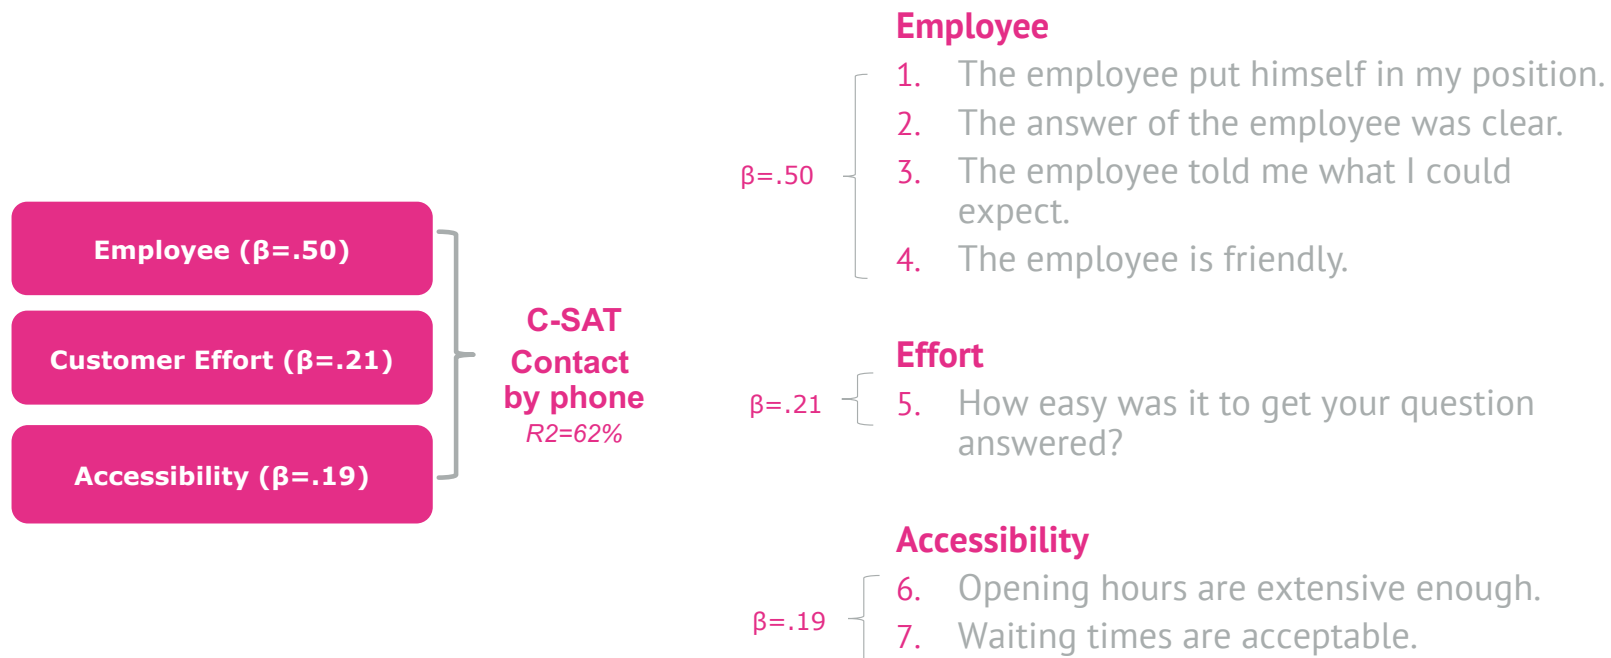 Employee (β=.50)
Customer Effort (β=.21)
Accessibility (β=.19)
C-SAT
Contact
by phone
R2=62%
Employee
β=.50
1. The employee put himself in my position.
2. The answer of the employee was clear.
3. The employee told me what I could
expect.
4. The employee is friendly.
Effort
β=.21
5. How easy was it to get your question
answered?
Accessibility
β=.19
6. Opening hours are extensive enough.
7. Waiting times are acceptable.